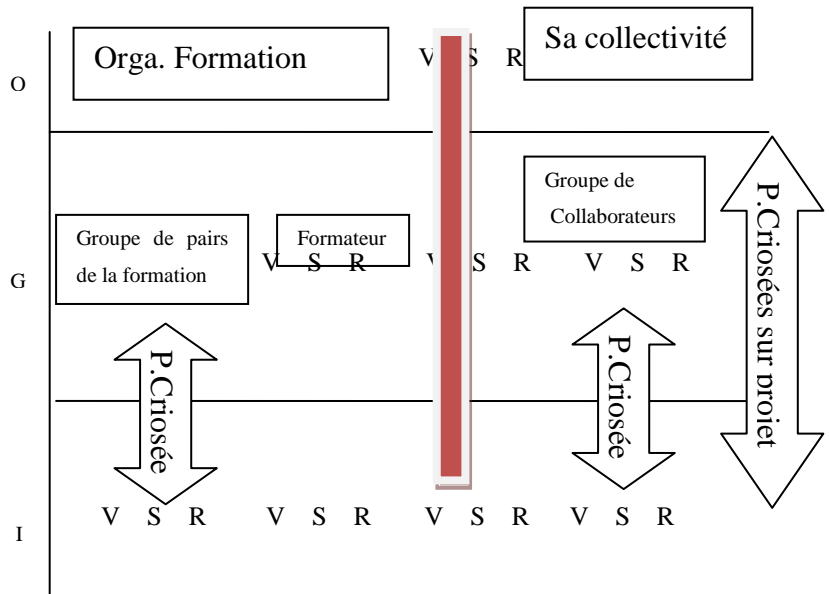 Orga. Formation
V S R
Sa collectivité
O
Groupe de
Collaborateurs
Groupe de pairs
de la formation
Formateur
V S R
V S R
V S R
G
P.Criosées sur projet
P.Criosée
P.Criosée
V S R
V S R
V S R
V S R
I